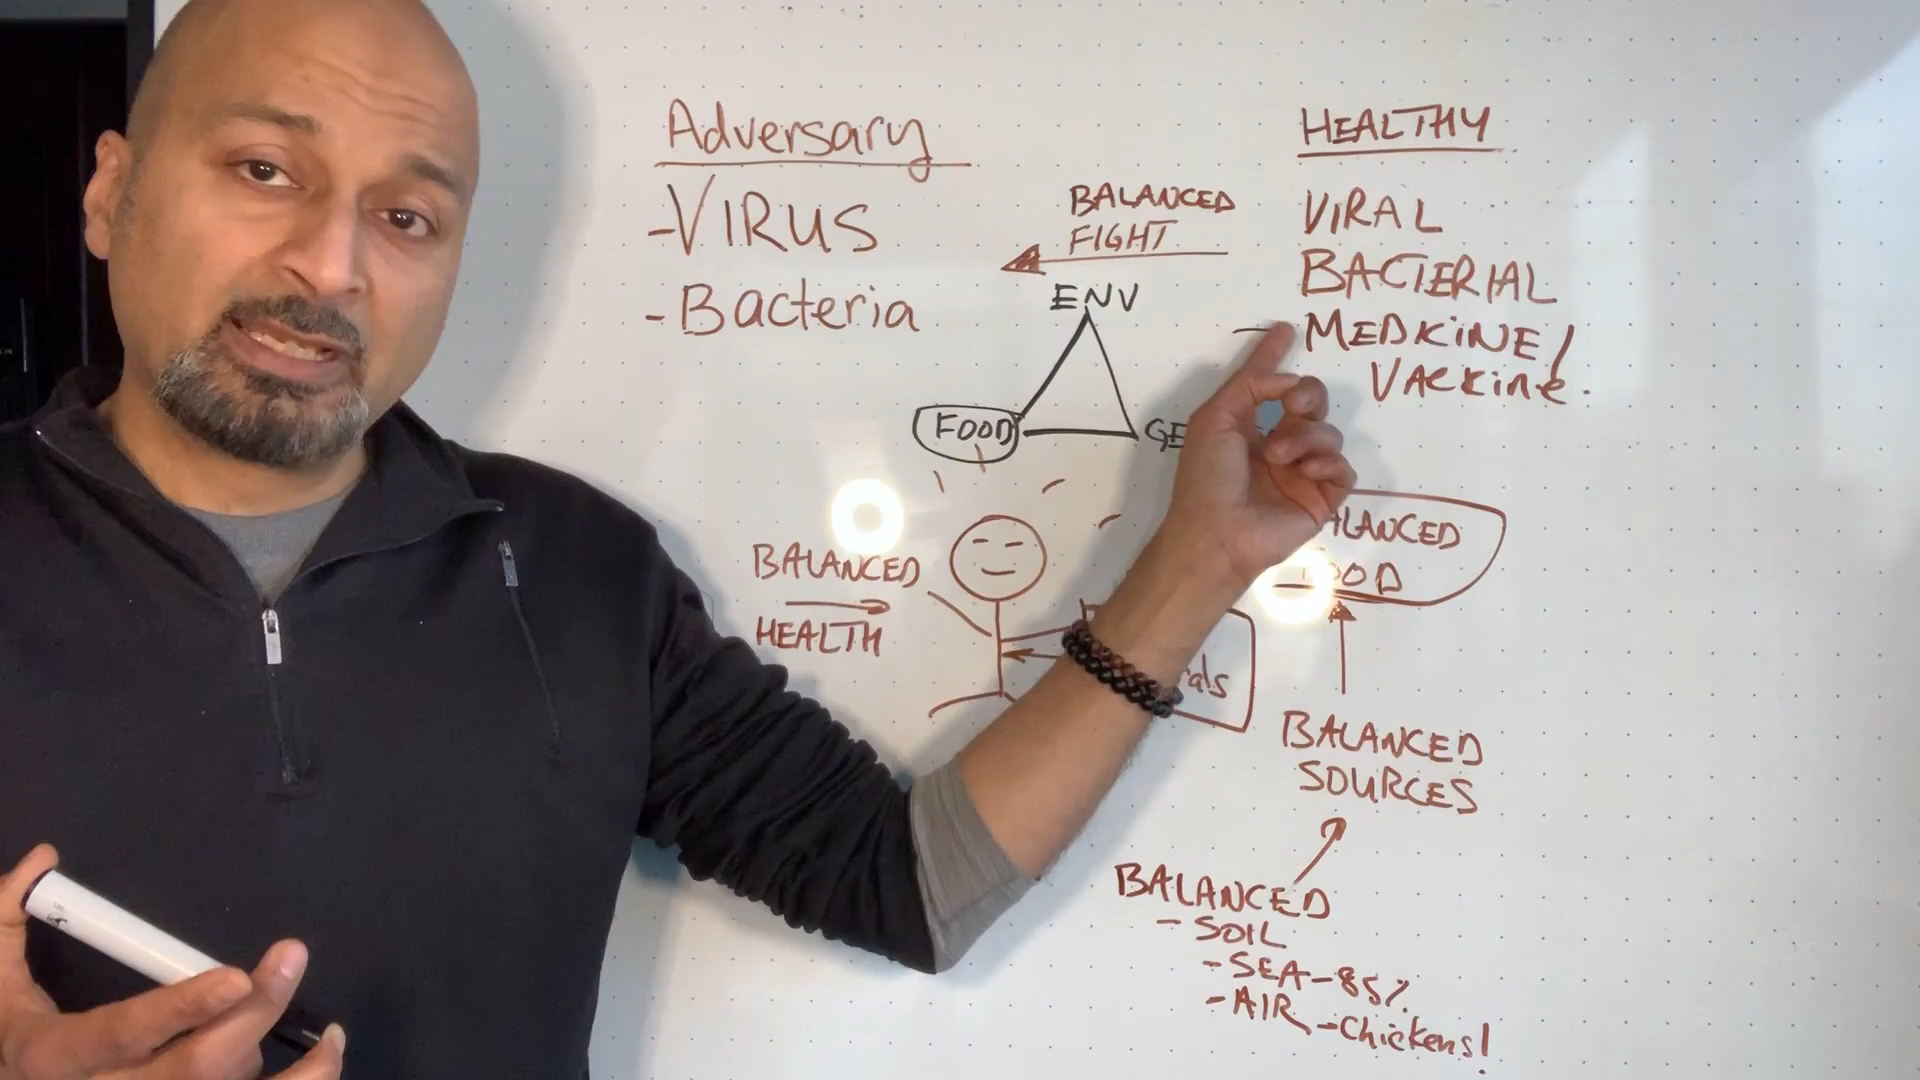 Adversary
-VIRUS
-Bacteria
BALANCED
FIGHT
HEALTHY
VIRAL
BACTERIAL
MEDKINE/
VACKINE.
ENV
FOOD
BALANCED
HEALTH
BALANCED
SOURCES
BALANCED
- SOIL
- SEA - 85%
- AIR - Chickens!